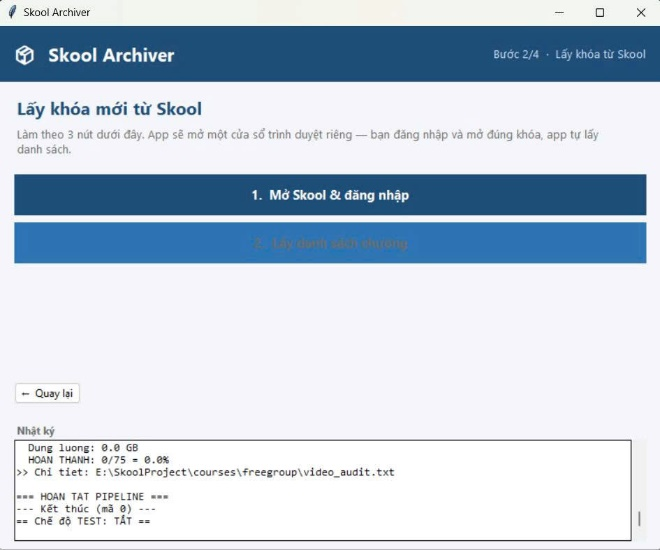 Skool Archiver
Skool Archiver
Bước 2/4 · Lấy khóa từ Skool
Lấy khóa mới từ Skool
Làm theo 3 nút dưới đây. App sẽ mở một cửa sổ trình duyệt riêng — bạn đăng nhập và mở đúng khóa, app tự lấy
danh sách.
1. Mở Skool & đăng nhập
2. Lấy danh sách chương
← Quay lại
Nhật ký
Dung luong: 0.0 GB
HOAN THANH: 0/75 = 0.0%
>> Chi tiet: E:\SkoolProject\courses\freegroup\video_audit.txt
=== HOAN TAT PIPELINE ===
--- Kết thúc (mã 0) ---
== Chế độ TEST: TẮT ==